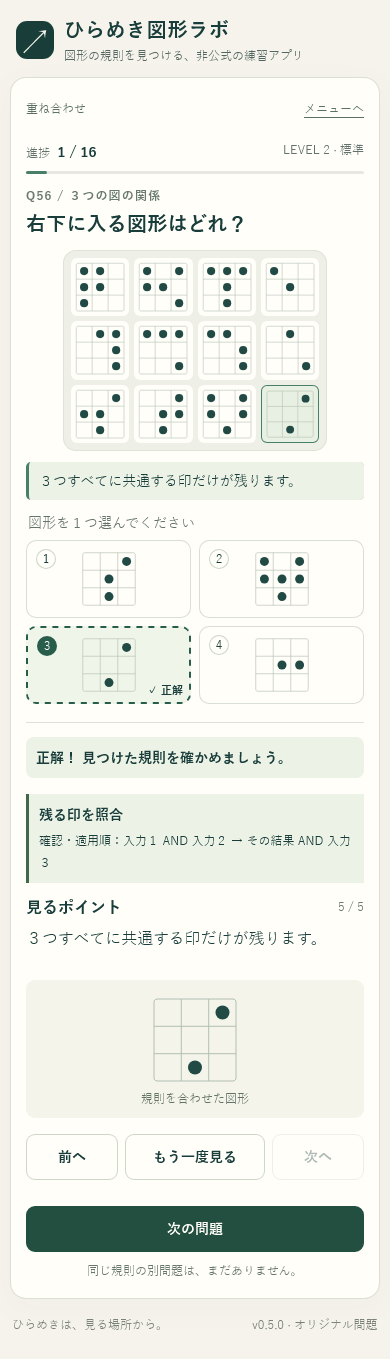 ひらめき図形ラボ
図形の規則を見つける、非公式の練習アプリ
重ね合わせ
メニューへ
進捗 1 / 16
LEVEL 2 · 標準
Q56 / ３つの図の関係
右下に入る図形はどれ？
３つすべてに共通する印だけが残ります。
図形を１つ選んでください
1
2
3
✓ 正解
4
正解！ 見つけた規則を確かめましょう。
残る印を照合
確認・適用順：入力１ AND 入力２ → その結果 AND 入力
３
見るポイント
5 / 5
３つすべてに共通する印だけが残ります。
規則を合わせた図形
前へ
もう一度見る
次へ
次の問題
同じ規則の別問題は、まだありません。
ひらめきは、見る場所から。
v0.5.0 · オリジナル問題